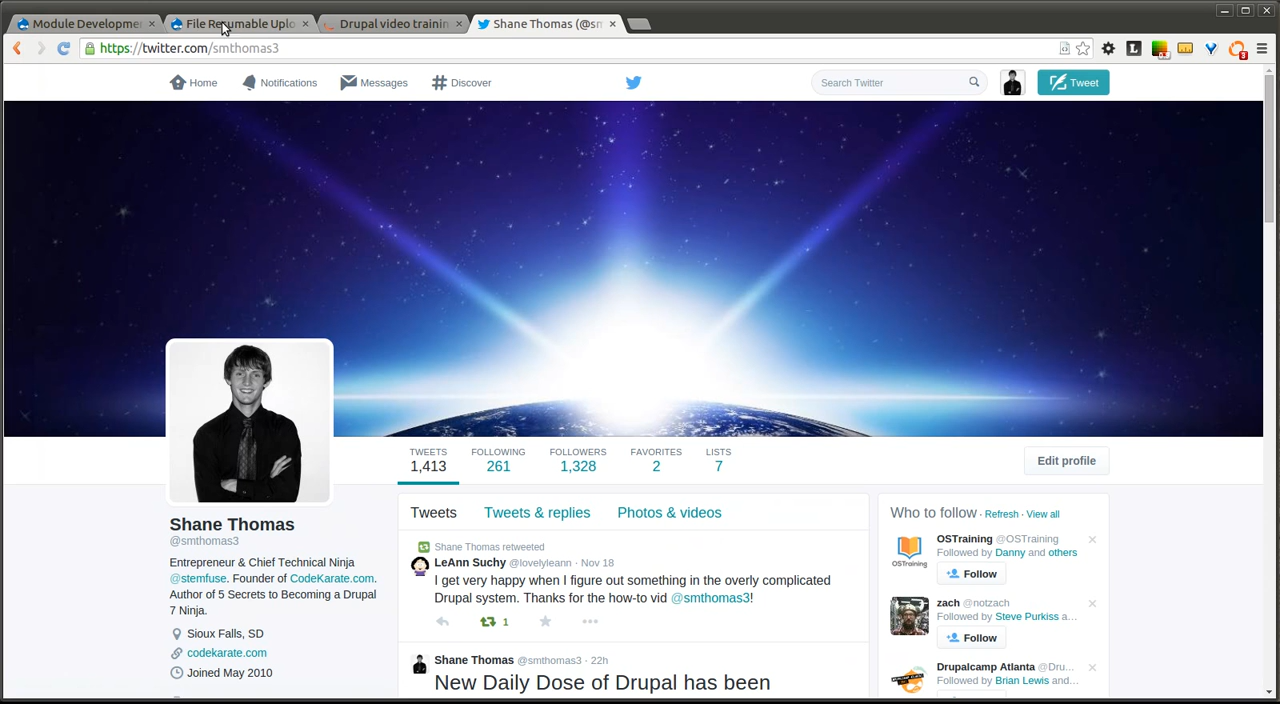 Module Developmen
File Resumable Uplo
Drupal video trainin
Shane Thomas (@sm
https://twitter.com/smthomas3
Home
Notifications
Messages
Discover
Search Twitter
Tweet
TWEETS
1,413
FOLLOWING
261
FOLLOWERS
1,328
FAVORITES
2
LISTS
7
Edit profile
Shane Thomas
@smthomas3
Entrepreneur & Chief Technical Ninja
@stemfuse. Founder of CodeKarate.com.
Author of 5 Secrets to Becoming a Drupal
7 Ninja.
Sioux Falls, SD
codekarate.com
Joined May 2010
Tweets
Tweets & replies
Photos & videos
Shane Thomas retweeted
LeAnn Suchy @lovelyleann · Nov 18
I get very happy when I figure out something in the overly complicated
Drupal system. Thanks for the how-to vid @smthomas3!
1
Shane Thomas @smthomas3 · 22h
New Daily Dose of Drupal has been
Who to follow · Refresh · View all
OSTraining @OSTraining
Followed by Danny and others
Follow
OSTraining
zach @notzach
Followed by Steve Purkiss a...
Follow
Drupalcamp Atlanta @Dru...
Followed by Brian Lewis and...